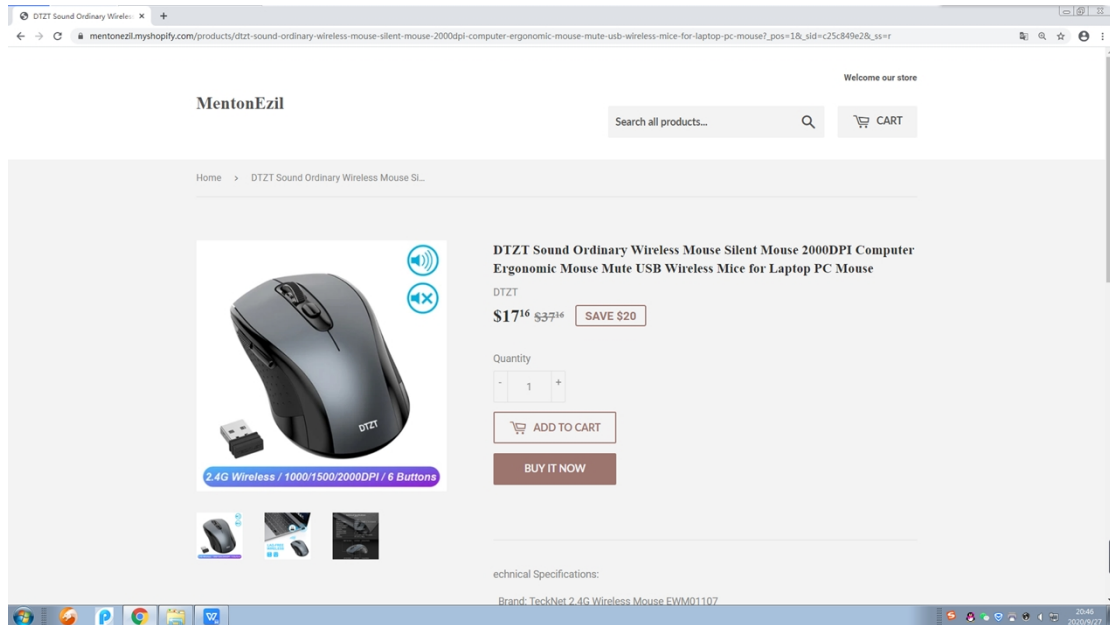 DTZT Sound Ordinary Wireles
mentonezil.myshopify.com/products/dtzt-sound-ordinary-wireless-mouse-silent-mouse-2000dpi-computer-ergonomic-mouse-mute-usb-wireless-mice-for-laptop-pc-mouse?_pos=1&_sid=c25c849e2&_ss=r
Welcome our store
MentonEzil
Search all products...
CART
Home › DTZT Sound Ordinary Wireless Mouse Si...
DTZT
2.4G Wireless / 1000/1500/2000DPI / 6 Buttons
DTZT Sound Ordinary Wireless Mouse Silent Mouse 2000DPI Computer
Ergonomic Mouse Mute USB Wireless Mice for Laptop PC Mouse
DTZT
$17.16 $37.16 SAVE $20
Quantity
- 1 +
ADD TO CART
BUY IT NOW
echnical Specifications:
Brand: TeckNet 2.4G Wireless Mouse EWM01107
20:46
2020/9/27